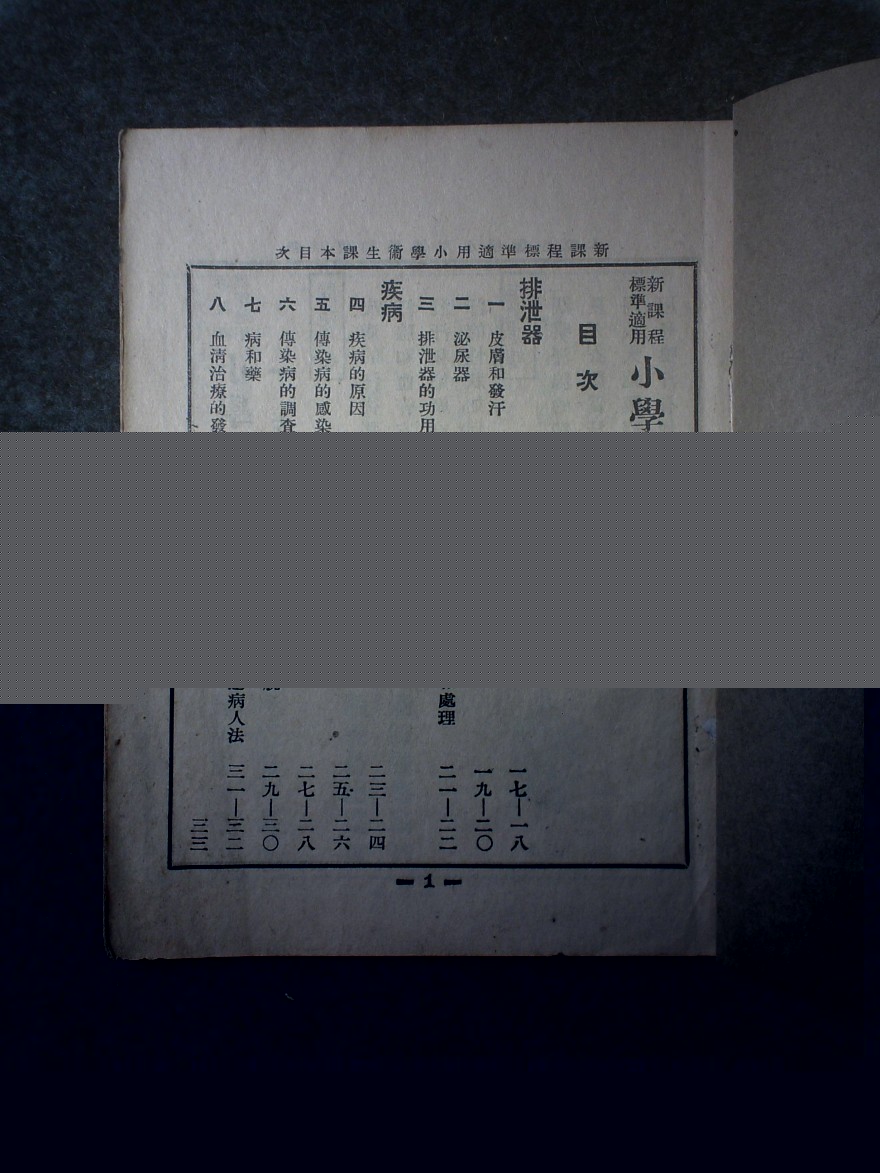 新課程標準適用小學衞生課本目次
新課程
標準適用
小學
目次
排泄器
一 皮膚和發汗
二 泌尿器
三 排泄器的功用
疾病
四 疾病的原因
五 傳染病的感染
六 傳染病的調查
七 病和藥
八 血清治療的發
一七—一八
一九—二〇
處理
二一—二二
二三—二四
二五—二六
二七—二八
二九—三〇
病人法
三一—三二
三三
1